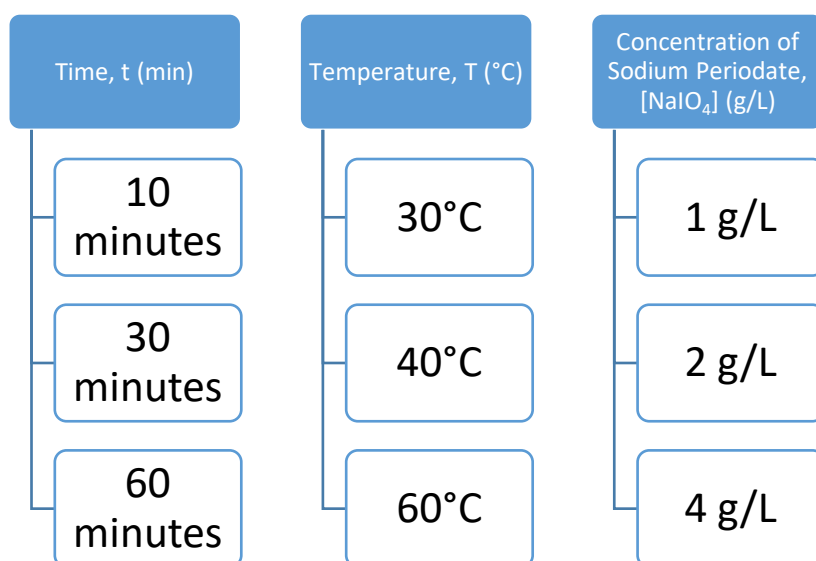 Time, t (min)
10
minutes
30
minutes
60
minutes
Temperature, T (°C)
30°C
40°C
60°C
Concentration of
Sodium Periodate,
[NaIO₄] (g/L)
1 g/L
2 g/L
4 g/L